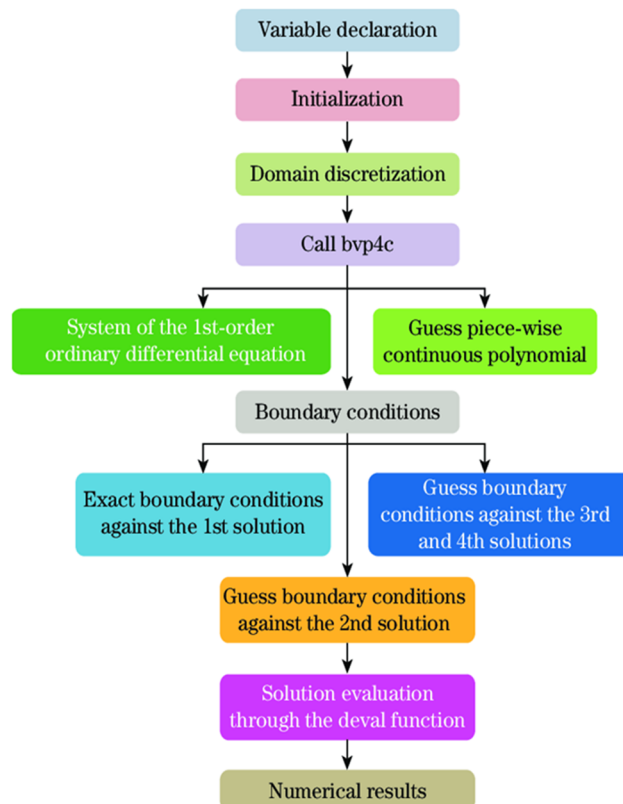 Variable declaration
Initialization
Domain discretization
Call bvp4c
System of the 1st-order
ordinary differential equation
Guess piece-wise
continuous polynomial
Boundary conditions
Exact boundary conditions
against the 1st solution
Guess boundary
conditions against the 3rd
and 4th solutions
Guess boundary conditions
against the 2nd solution
Solution evaluation
through the deval function
Numerical results